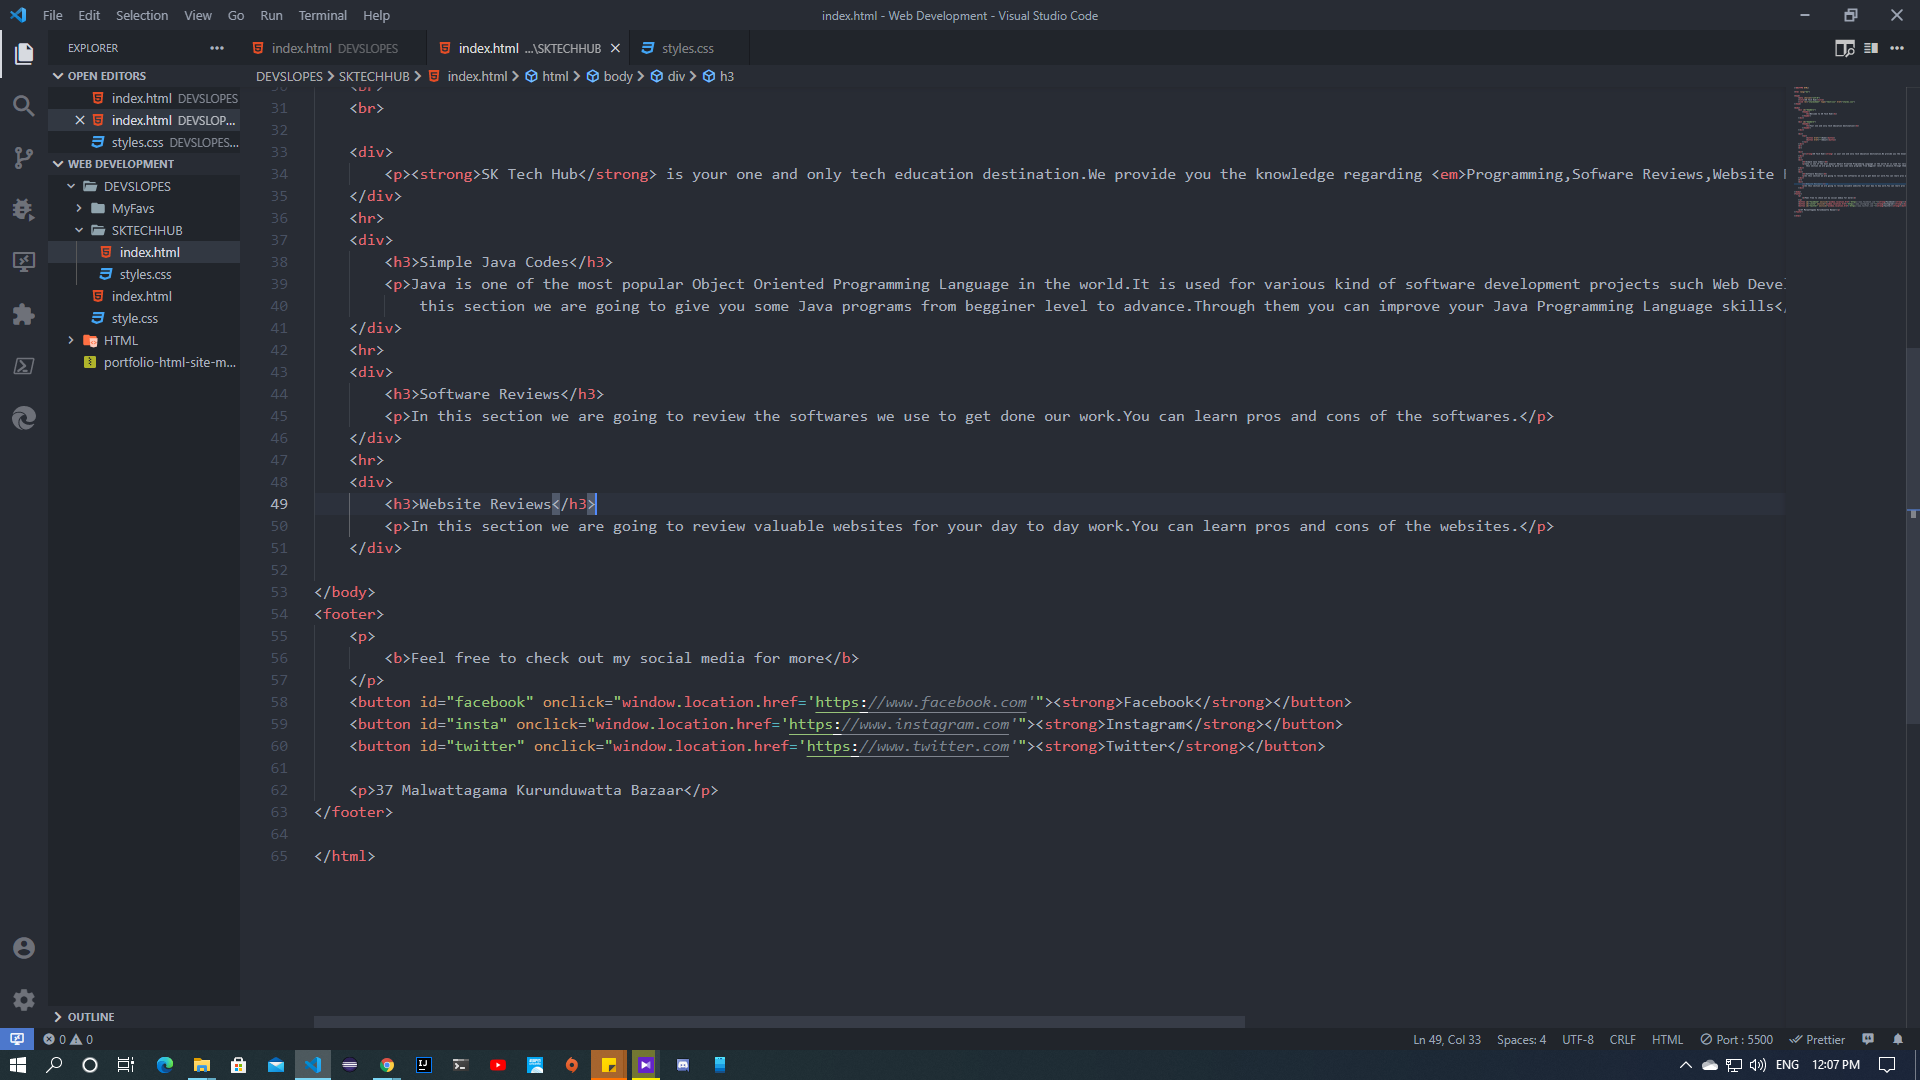 File Edit Selection View Go Run Terminal Help
index.html - Web Development - Visual Studio Code
EXPLORER
index.html DEVSLOPES
index.html ...\SKTECHHUB
styles.css
OPEN EDITORS
index.html DEVSLOPES
index.html DEVSLOP...
styles.css DEVSLOPES...
WEB DEVELOPMENT
DEVSLOPES
MyFavs
SKTECHHUB
index.html
styles.css
index.html
style.css
HTML
portfolio-html-site-m...
OUTLINE
DEVSLOPES > SKTECHHUB > index.html > html > body > div > h3
30 <br>
31 <br>
32
33 <div>
34 <p><strong>SK Tech Hub</strong> is your one and only tech education destination.We provide you the knowledge regarding <em>Programming,Sofware Reviews,Website
35 </div>
36 <hr>
37 <div>
38 <h3>Simple Java Codes</h3>
39 <p>Java is one of the most popular Object Oriented Programming Language in the world.It is used for various kind of software development projects such Web Deve
40 this section we are going to give you some Java programs from begginer level to advance.Through them you can improve your Java Programming Language skills<
41 </div>
42 <hr>
43 <div>
44 <h3>Software Reviews</h3>
45 <p>In this section we are going to review the softwares we use to get done our work.You can learn pros and cons of the softwares.</p>
46 </div>
47 <hr>
48 <div>
49 <h3>Website Reviews</h3>
50 <p>In this section we are going to review valuable websites for your day to day work.You can learn pros and cons of the websites.</p>
51 </div>
52
53 </body>
54 <footer>
55 <p>
56 <b>Feel free to check out my social media for more</b>
57 </p>
58 <button id="facebook" onclick="window.location.href='https://www.facebook.com'"><strong>Facebook</strong></button>
59 <button id="insta" onclick="window.location.href='https://www.instagram.com'"><strong>Instagram</strong></button>
60 <button id="twitter" onclick="window.location.href='https://www.twitter.com'"><strong>Twitter</strong></button>
61
62 <p>37 Malwattagama Kurunduwatta Bazaar</p>
63 </footer>
64
65 </html>
0 0
Ln 49, Col 33 Spaces: 4 UTF-8 CRLF HTML Port : 5500 Prettier
ENG 12:07 PM